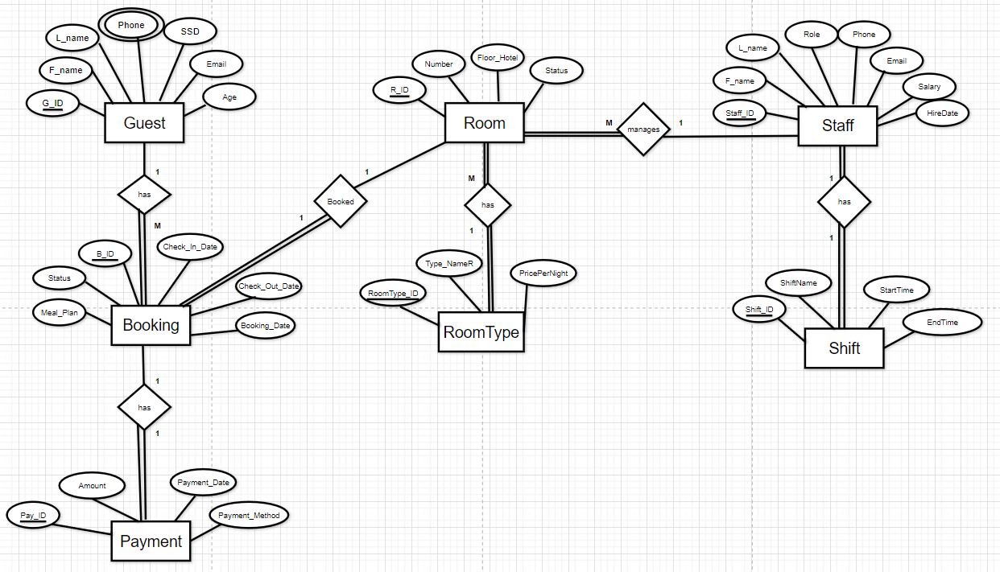 Phone
SSD
L_name
Email
F_name
Age
G_ID
Guest
1
has
M
B_ID
Check_In_Date
Status
Check_Out_Date
Meal_Plan
Booking_Date
Booking
1
has
1
Amount
Payment_Date
Pay_ID
Payment_Method
Payment
1
Booked
1
Floor_Hotel
Number
Status
R_ID
Room
M
manages
1
M
has
1
Type_NameR
PricePerNight
RoomType_ID
RoomType
Role
Phone
L_name
Email
F_name
Salary
Staff_ID
HireDate
Staff
1
has
1
ShiftName
StartTime
Shift_ID
EndTime
Shift